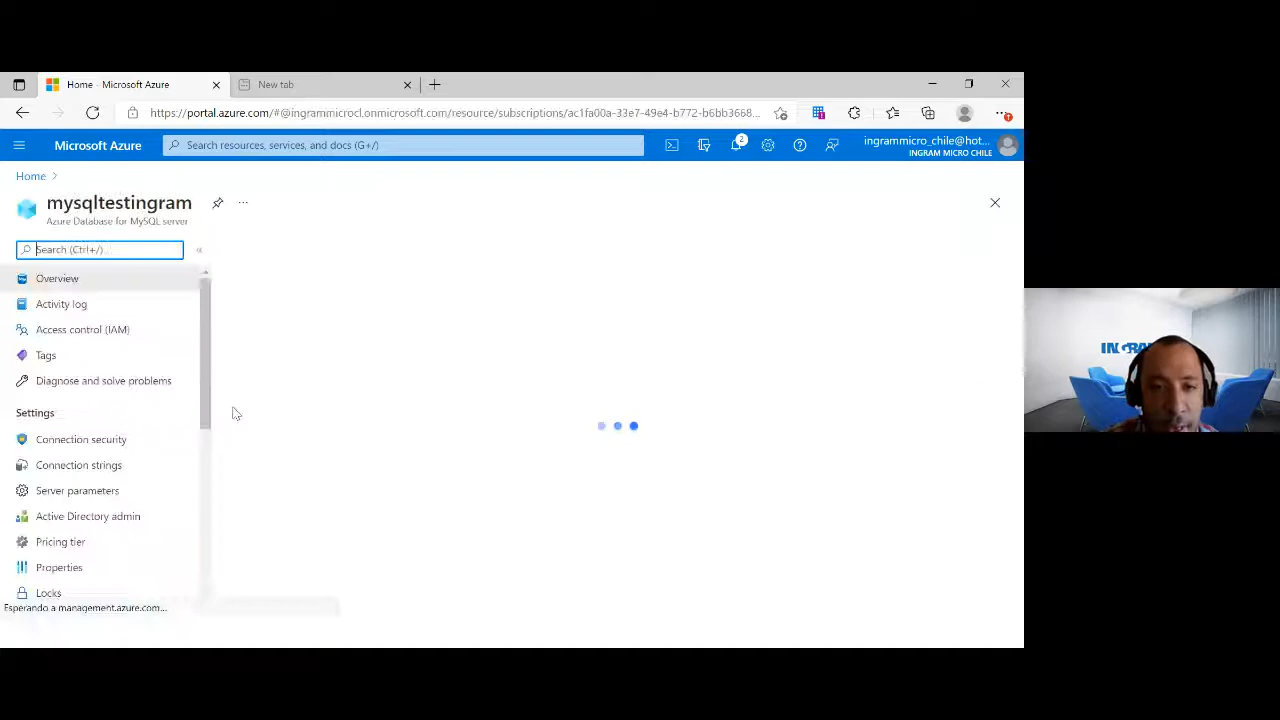 Home - Microsoft Azure
New tab
https://portal.azure.com/#@ingrammicrocl.onmicrosoft.com/resource/subscriptions/ac1fa00a-33e7-49e4-b772-b6bb3668...
Microsoft Azure
Search resources, services, and docs (G+/)
2
ingrammicro_chile@hot...
INGRAM MICRO CHILE
Home
mysqltestingram
Azure Database for MySQL server
Search (Ctrl+/)
Overview
Activity log
Access control (IAM)
Tags
Diagnose and solve problems
Settings
Connection security
Connection strings
Server parameters
Active Directory admin
Pricing tier
Properties
Locks
Esperando a management.azure.com...